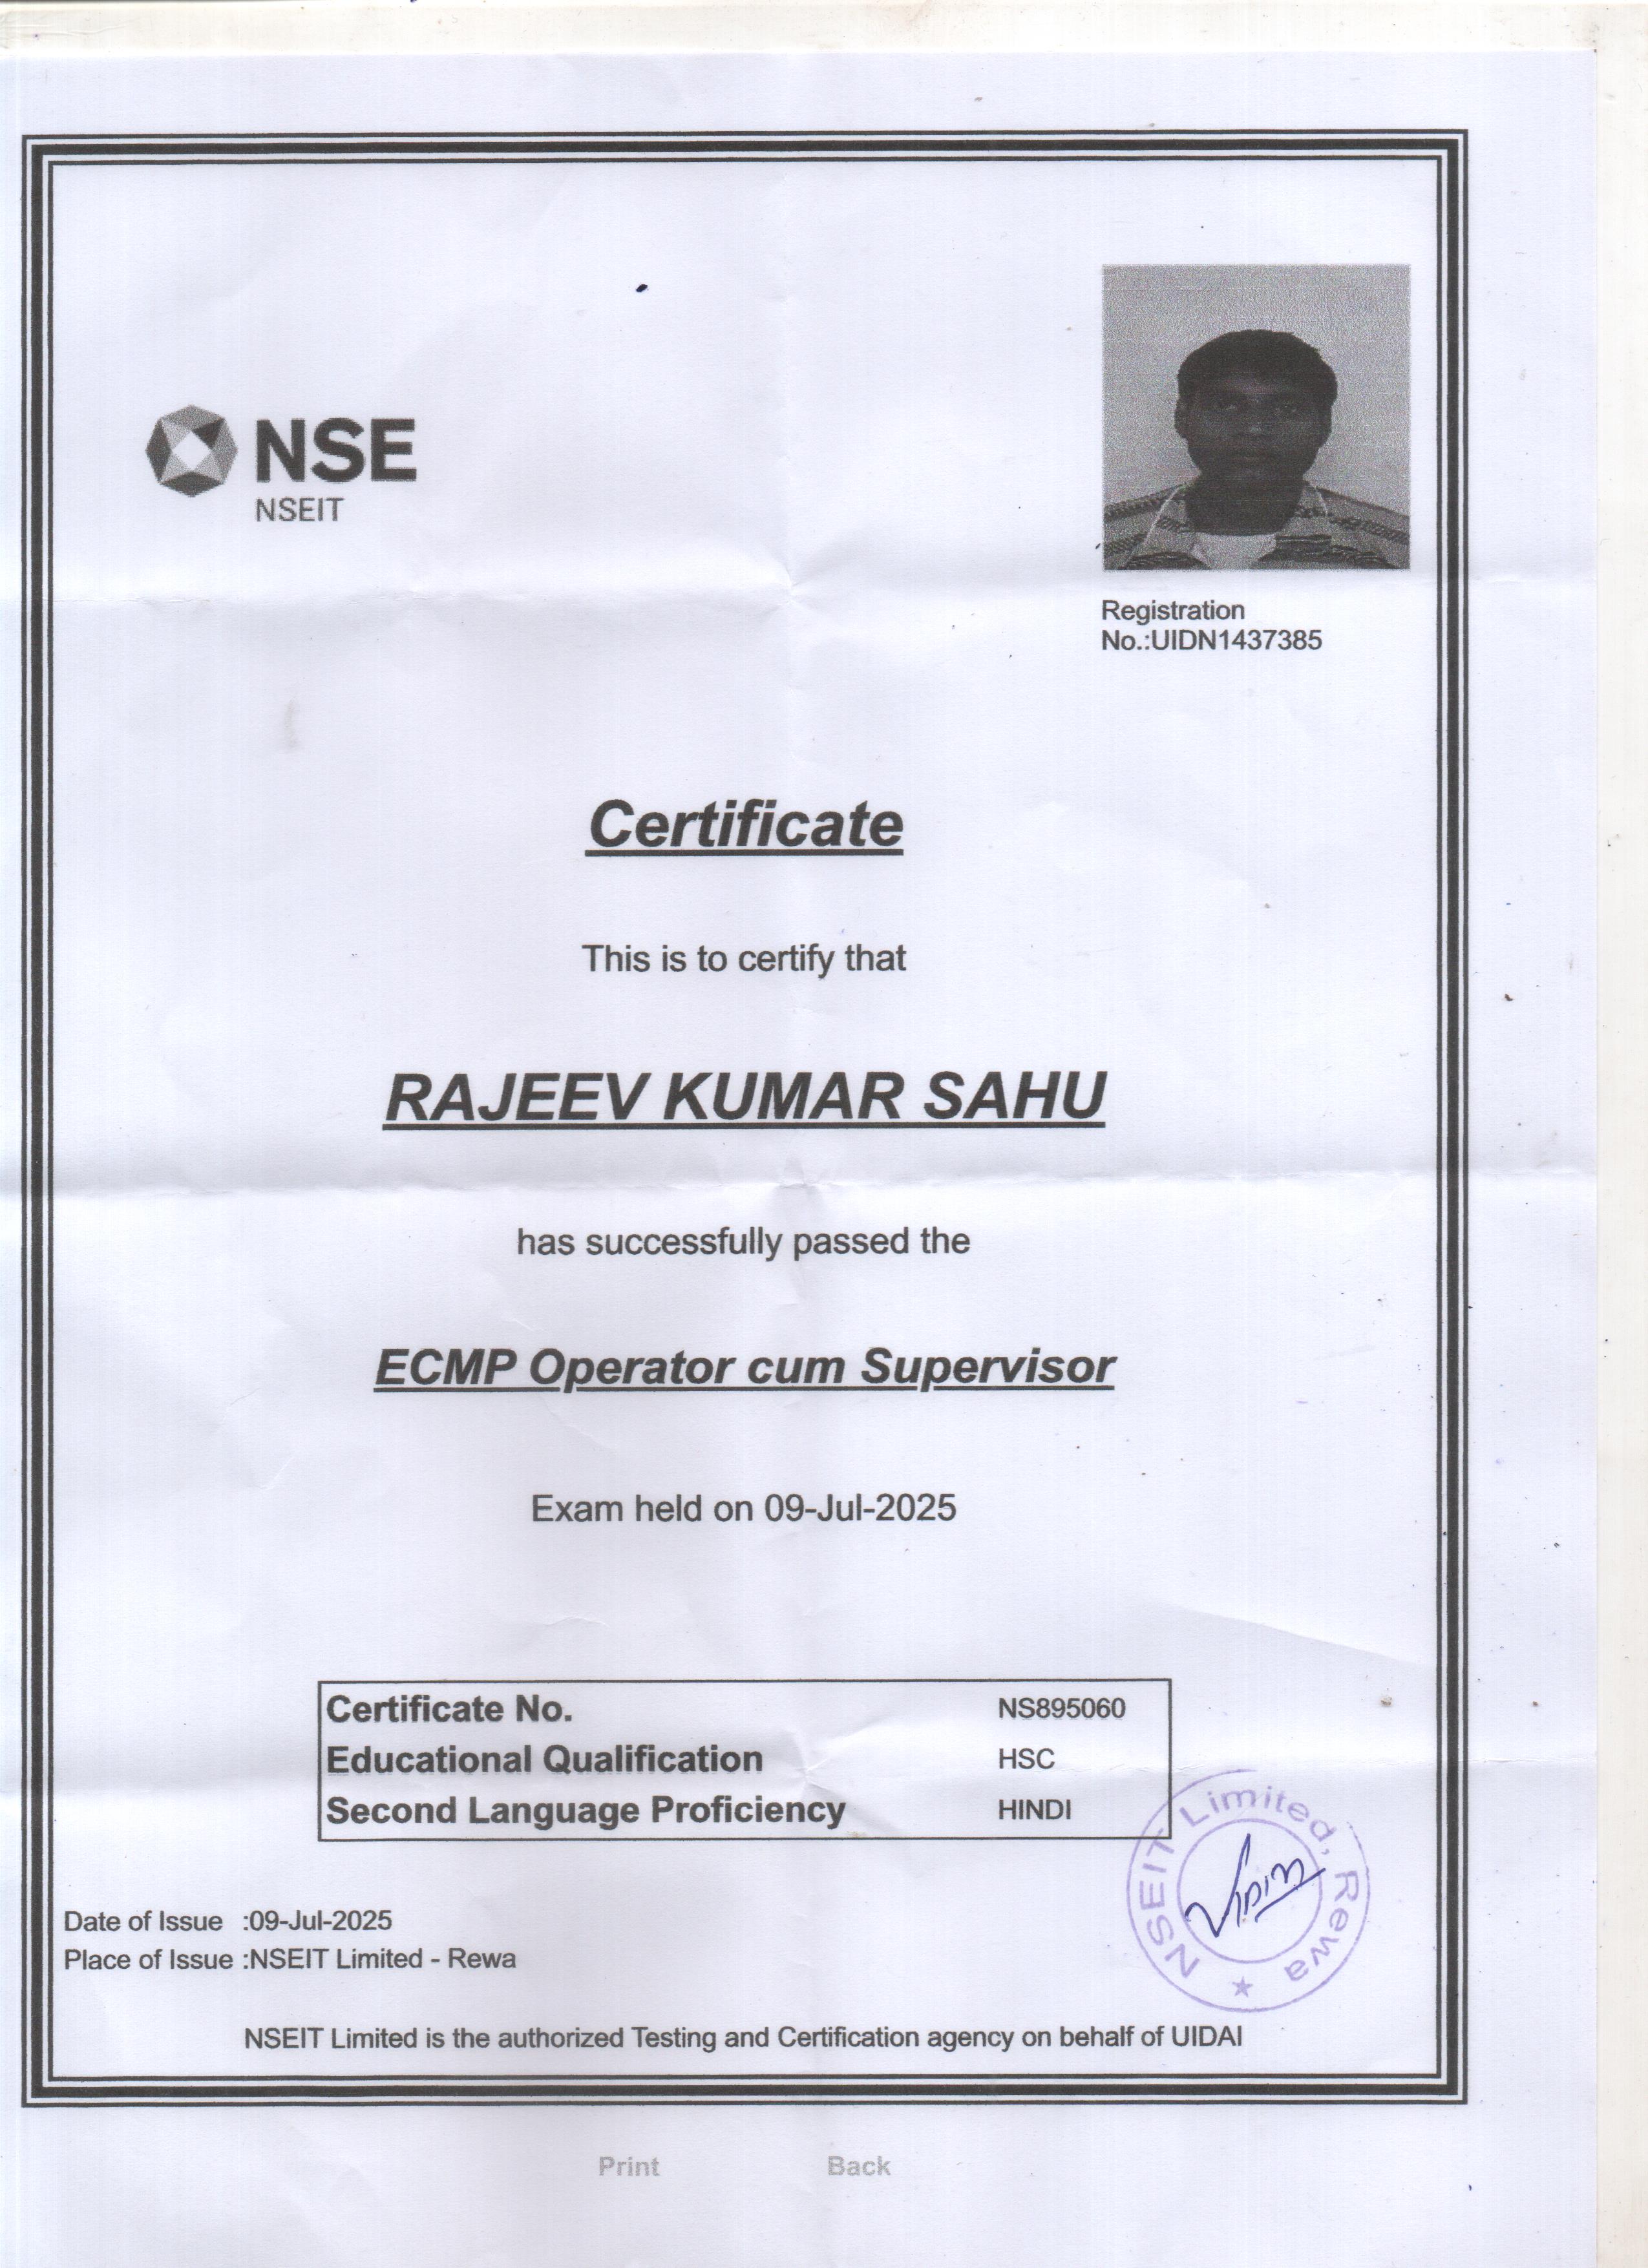 NSE
NSEIT
Registration
No.:UIDN1437385
Certificate
This is to certify that
RAJEEV KUMAR SAHU
has successfully passed the
ECMP Operator cum Supervisor
Exam held on 09-Jul-2025
Certificate No. NS895060
Educational Qualification HSC
Second Language Proficiency HINDI
NSEIT Limited, Rewa
Vipin
Date of Issue :09-Jul-2025
Place of Issue :NSEIT Limited - Rewa
NSEIT Limited is the authorized Testing and Certification agency on behalf of UIDAI
Print Back